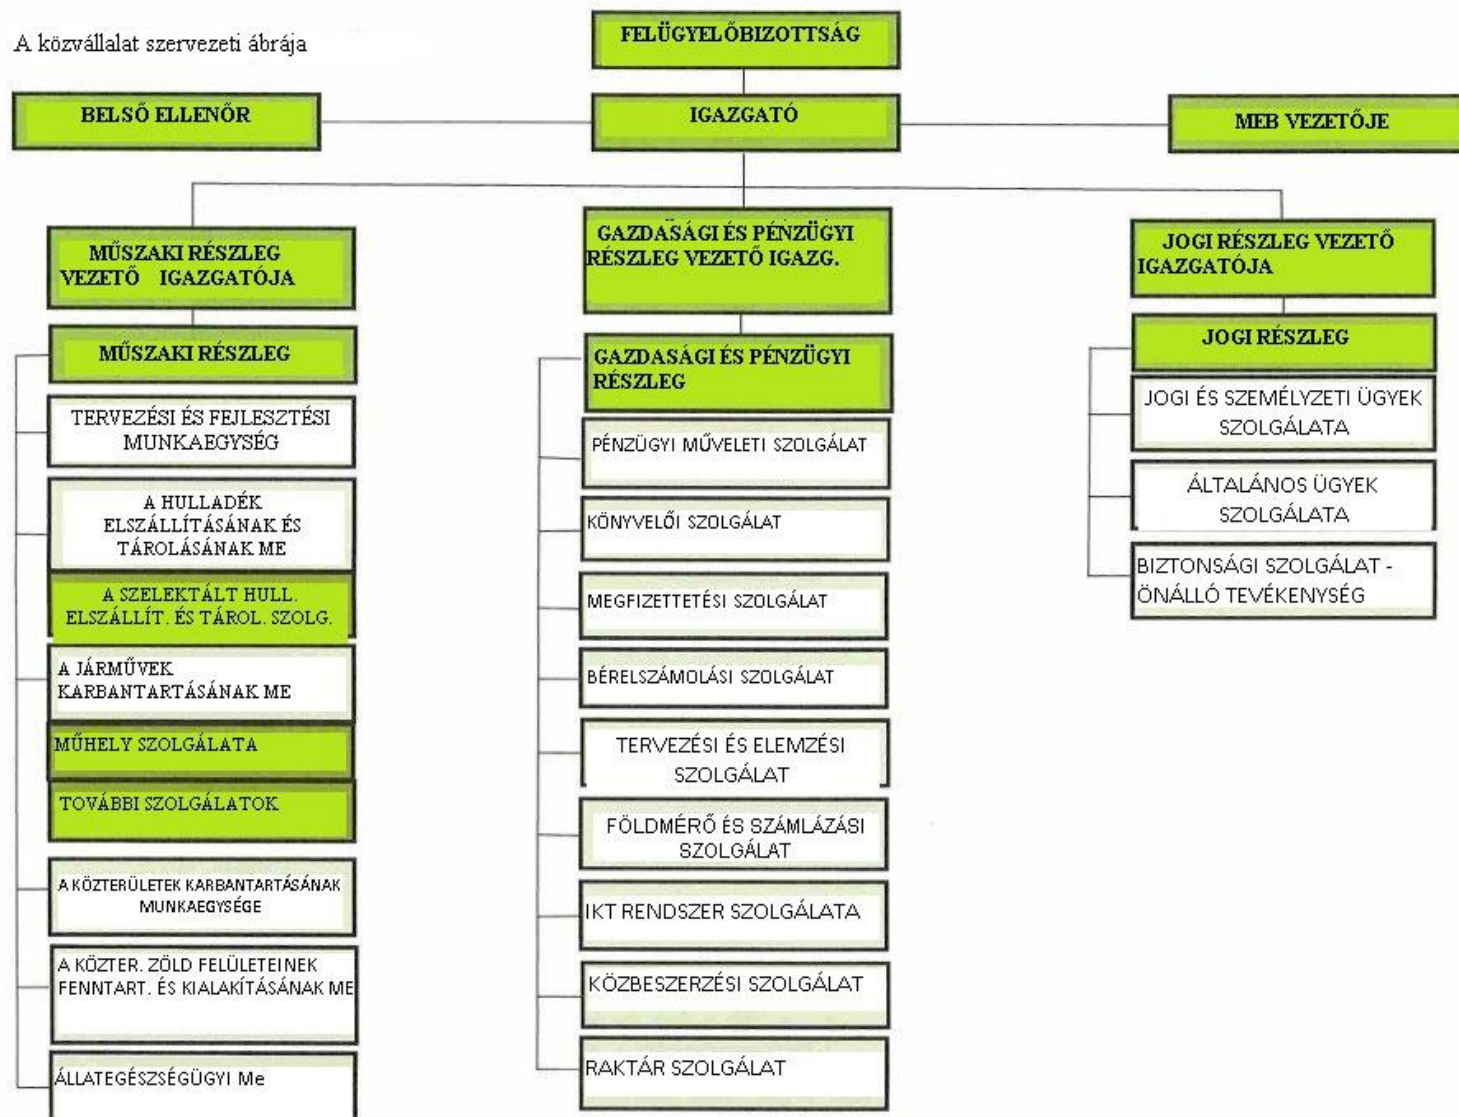 A közvállalat szervezeti ábrája
FELÜGYELŐBIZOTTSÁG
BELSŐ ELLENŐR
IGAZGATÓ
MEB VEZETŐJE
MŰSZAKI RÉSZLEG
VEZETŐ IGAZGATÓJA
GAZDASÁGI ÉS PÉNZÜGYI
RÉSZLEG VEZETŐ IGAZG.
JOGI RÉSZLEG VEZETŐ
IGAZGATÓJA
MŰSZAKI RÉSZLEG
TERVEZÉSI ÉS FEJLESZTÉSI
MUNKAEGYSÉG
A HULLADÉK
ELSZÁLLÍTÁSÁNAK ÉS
TÁROLÁSÁNAK ME
A SZELEKTÁLT HULL.
ELSZÁLLÍT. ÉS TÁROL. SZOLG.
A JÁRMŰVEK
KARBANTARTÁSÁNAK ME
MŰHELY SZOLGÁLATA
TOVÁBBI SZOLGÁLATOK
A KÖZTERÜLETEK KARBANTARTÁSÁNAK
MUNKAEGYSÉGE
A KÖZTER. ZÖLD FELÜLETEINEK
FENNTART. ÉS KIALAKÍTÁSÁNAK ME
ÁLLATEGÉSZSÉGÜGYI Me
GAZDASÁGI ÉS PÉNZÜGYI
RÉSZLEG
PÉNZÜGYI MŰVELETI SZOLGÁLAT
KÖNYVELŐI SZOLGÁLAT
MEGFIZETTETÉSI SZOLGÁLAT
BÉRELSZÁMOLÁSI SZOLGÁLAT
TERVEZÉSI ÉS ELEMZÉSI
SZOLGÁLAT
FÖLDMÉRŐ ÉS SZÁMLÁZÁSI
SZOLGÁLAT
IKT RENDSZER SZOLGÁLATA
KÖZBESZERZÉSI SZOLGÁLAT
RAKTÁR SZOLGÁLAT
JOGI RÉSZLEG
JOGI ÉS SZEMÉLYZETI ÜGYEK
SZOLGÁLATA
ÁLTALÁNOS ÜGYEK
SZOLGÁLATA
BIZTONSÁGI SZOLGÁLAT -
ÖNÁLLÓ TEVÉKENYSÉG